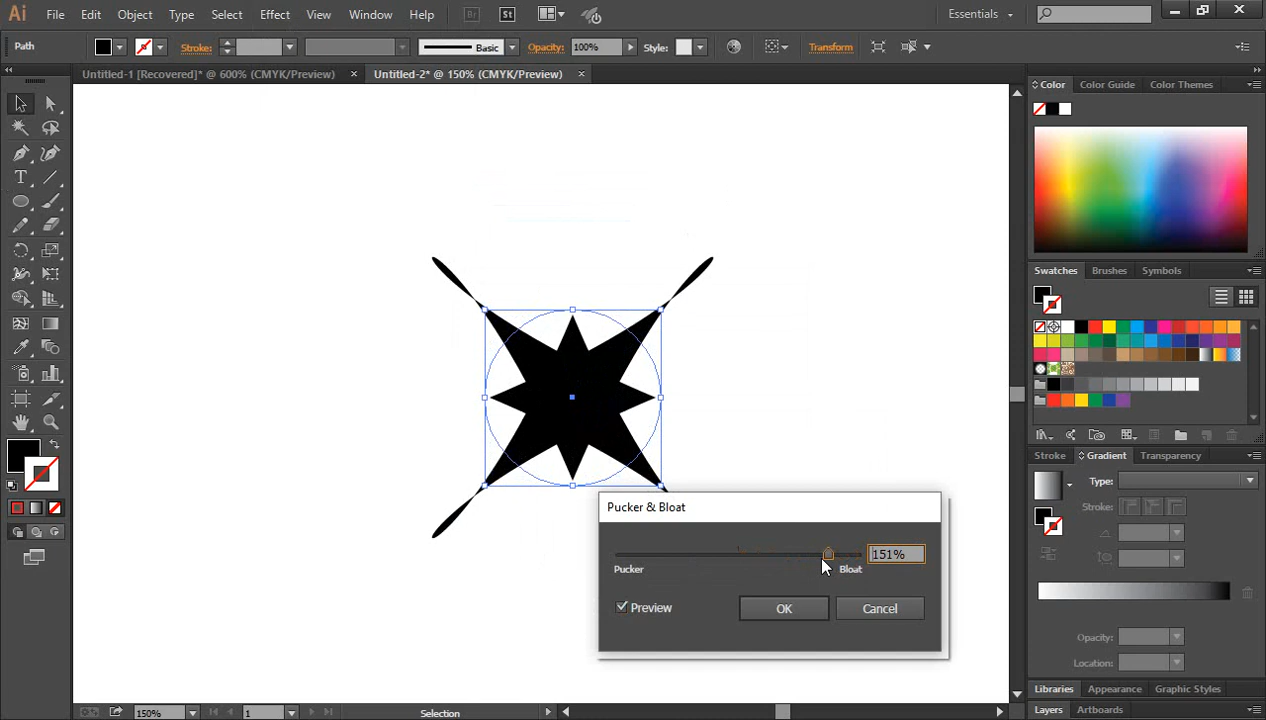 Ai File Edit Object Type Select Effect View Window Help Br St Essentials
Path Stroke: Basic Opacity: 100% Style: Transform
Untitled-1 [Recovered]* @ 600% (CMYK/Preview) Untitled-2* @ 150% (CMYK/Preview)
Color Color Guide Color Themes
Swatches Brushes Symbols
Stroke Gradient Transparency
Type:
Stroke:
Pucker & Bloat
151%
Pucker Bloat
Preview OK Cancel
Opacity:
Location:
Libraries Appearance Graphic Styles
Layers Artboards
150% 1 Selection